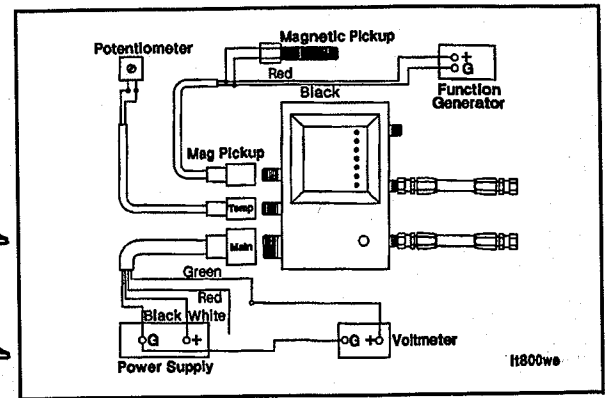 Magnetic Pickup
Potentiometer
Red
+
G
Black
Function
Generator
Mag Pickup
Temp
Main
Green
Red
Black White
G +
G +
Voltmeter
Power Supply
lt800we